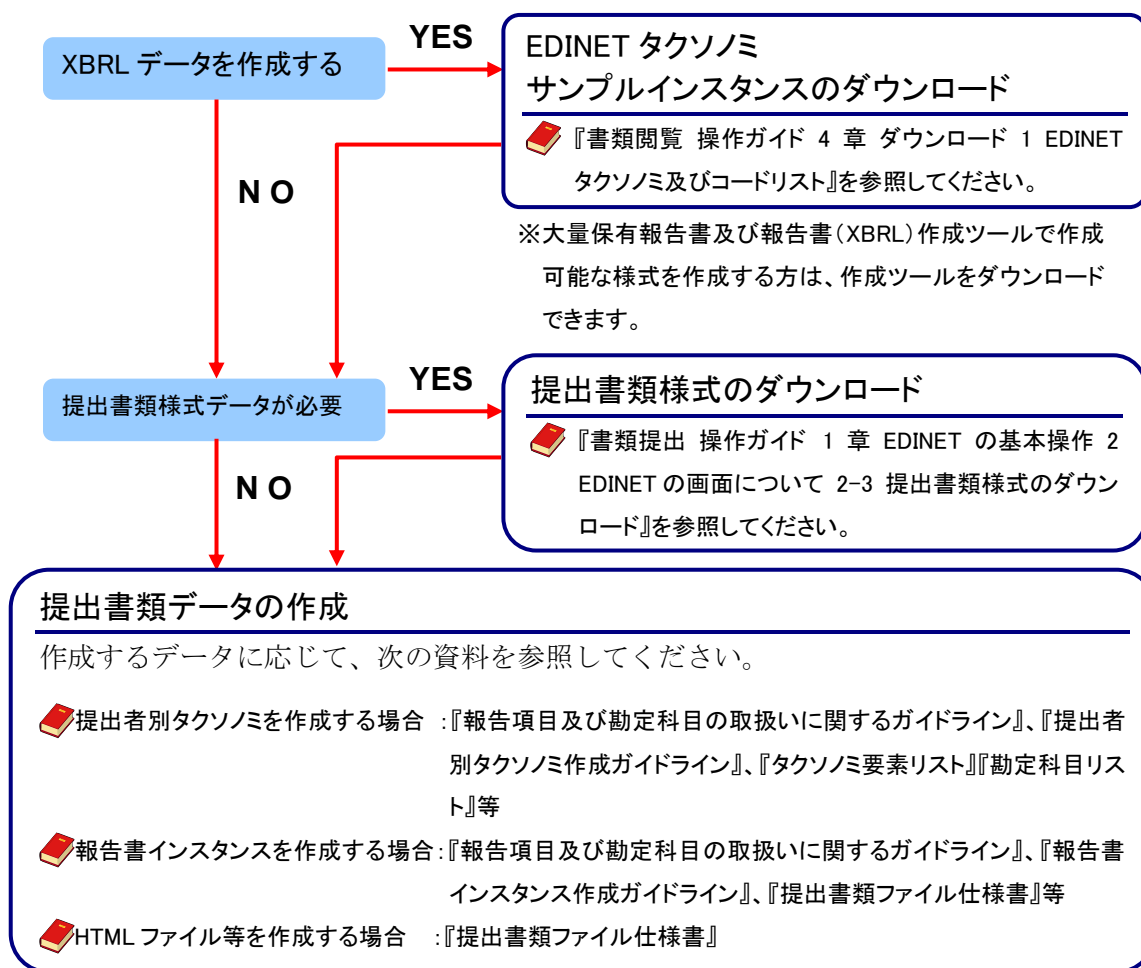 XBRL データを作成する
YES
EDINET タクソノミ
サンプルインスタンスのダウンロード
『書類閲覧 操作ガイド 4 章 ダウンロード 1 EDINET
タクソノミ及びコードリスト』を参照してください。
N O
※大量保有報告書及び報告書(XBRL)作成ツールで作成
可能な様式を作成する方は、作成ツールをダウンロード
できます。
提出書類様式データが必要
YES
提出書類様式のダウンロード
『書類提出 操作ガイド 1 章 EDINET の基本操作 2
EDINET の画面について 2-3 提出書類様式のダウン
ロード』を参照してください。
N O
提出書類データの作成
作成するデータに応じて、次の資料を参照してください。
提出者別タクソノミを作成する場合 :『報告項目及び勘定科目の取扱いに関するガイドライン』、『提出者
別タクソノミ作成ガイドライン』、『タクソノミ要素リスト』『勘定科目リス
ト』等
報告書インスタンスを作成する場合:『報告項目及び勘定科目の取扱いに関するガイドライン』、『報告書
インスタンス作成ガイドライン』、『提出書類ファイル仕様書』等
HTML ファイル等を作成する場合 :『提出書類ファイル仕様書』